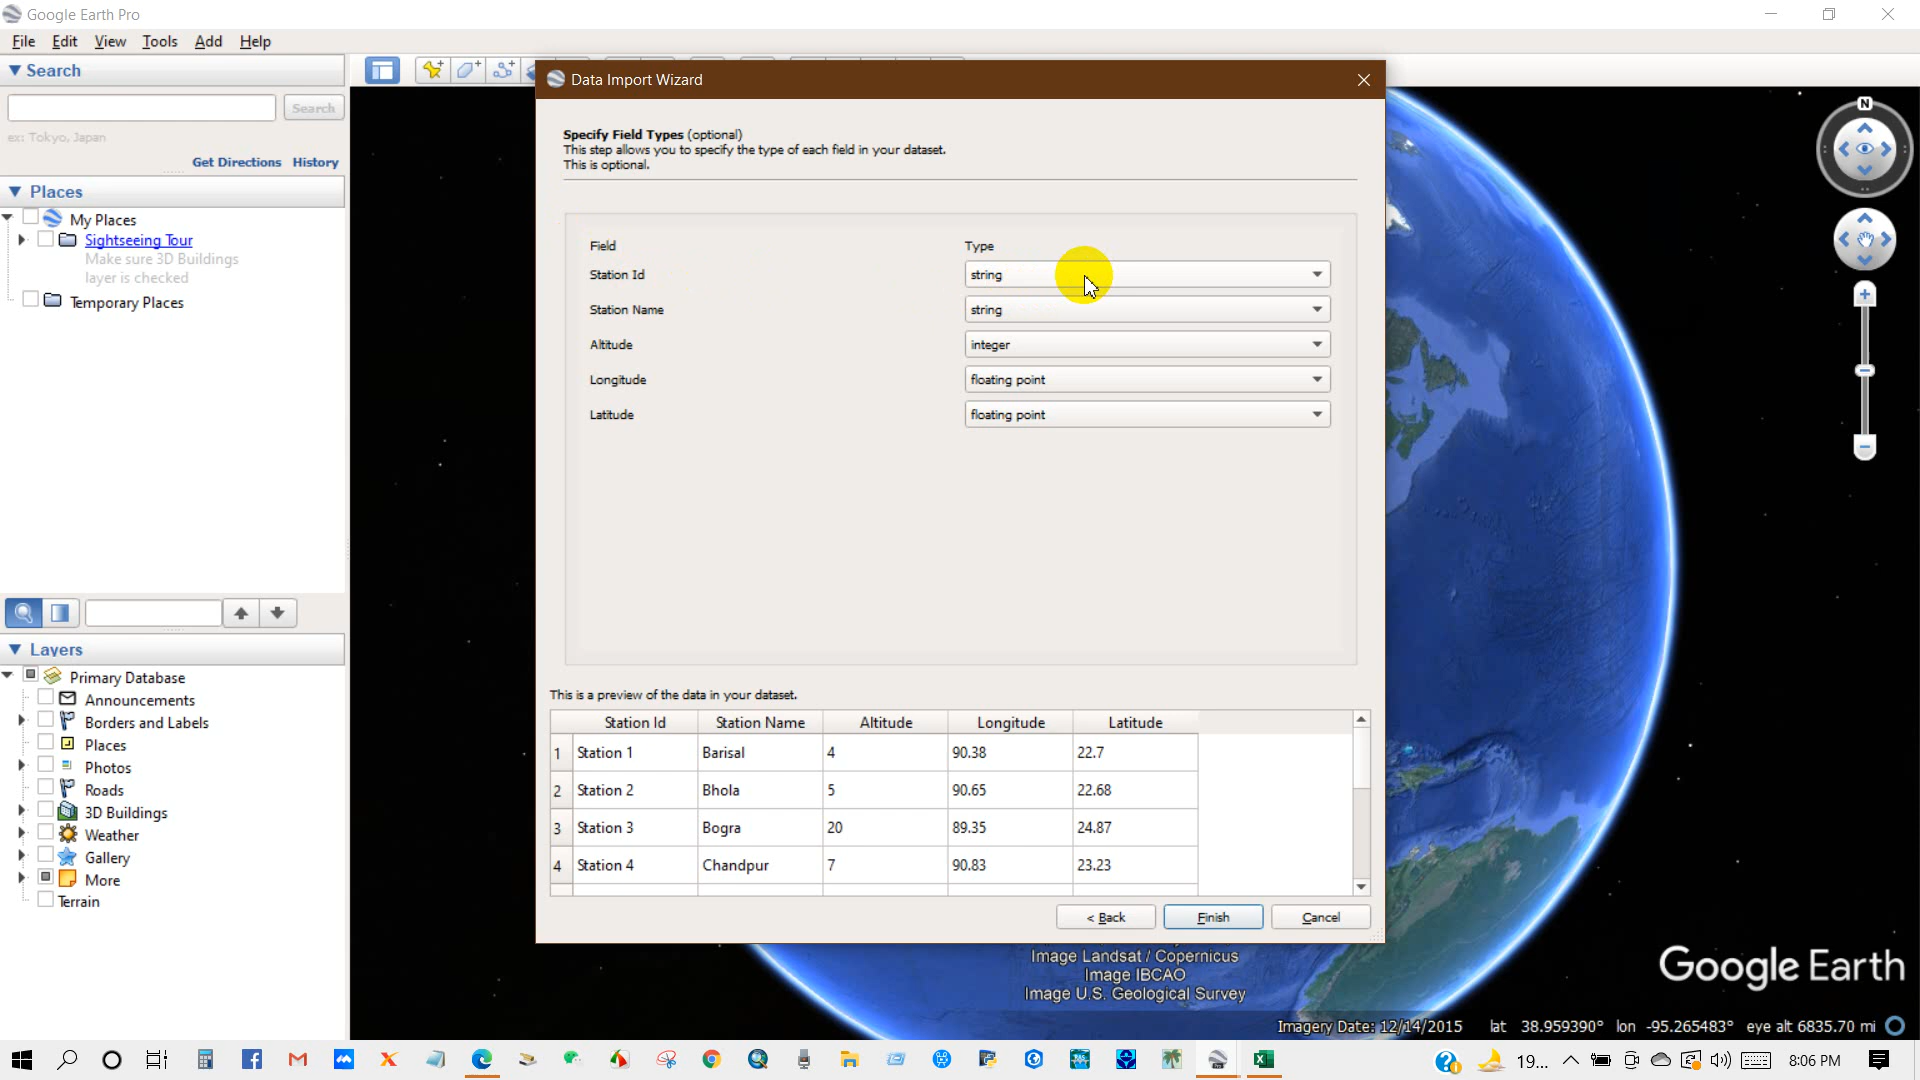 Google Earth Pro
File Edit View Tools Add Help
Search
Search
ex: Tokyo, Japan
Get Directions History
Places
My Places
Sightseeing Tour
Make sure 3D Buildings
layer is checked
Temporary Places
Layers
Primary Database
Announcements
Borders and Labels
Places
Photos
Roads
3D Buildings
Weather
Gallery
More
Terrain
Data Import Wizard
Specify Field Types (optional)
This step allows you to specify the type of each field in your dataset.
This is optional.
Field Type
Station Id string
Station Name string
Altitude integer
Longitude floating point
Latitude floating point
This is a preview of the data in your dataset.
Station Id Station Name Altitude Longitude Latitude
1 Station 1 Barisal 4 90.38 22.7
2 Station 2 Bhola 5 90.65 22.68
3 Station 3 Bogra 20 89.35 24.87
4 Station 4 Chandpur 7 90.83 23.23
< Back Finish Cancel
N
Image Landsat / Copernicus
Image IBCAO
Image U.S. Geological Survey
Google Earth
Imagery Date: 12/14/2015 lat 38.959390° lon -95.265483° eye alt 6835.70 mi
19... 8:06 PM